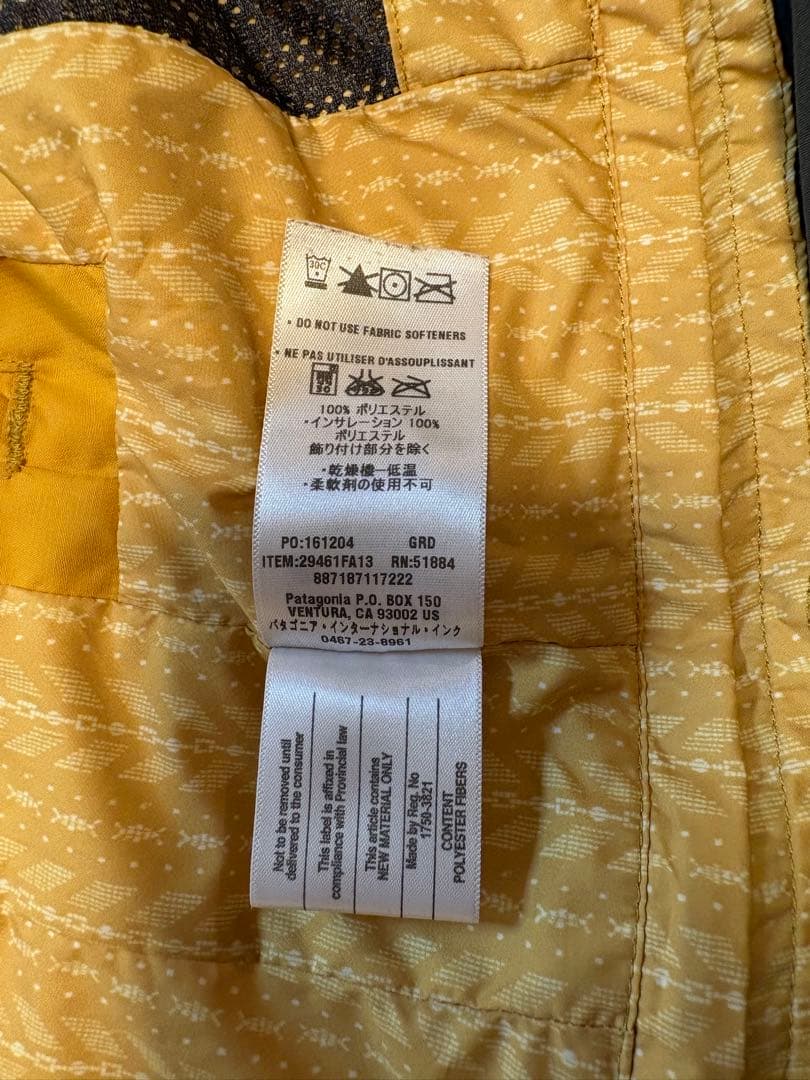 30C
• DO NOT USE FABRIC SOFTENERS
• NE PAS UTILISER D'ASSOUPLISSANT
30
100% ポリエステル
・インサレーション 100%
ポリエステル
飾り付け部分を除く
・乾燥機ー低温
・柔軟剤の使用不可
PO:161204 GRD
ITEM:29461FA13 RN:51884
887187117222
Patagonia P.O. BOX 150
VENTURA, CA 93002 US
パタゴニア・インターナショナル・インク
0467-23-8961
Not to be removed until
delivered to the consumer
This label is affixed in
compliance with Provincial law
This article contains
NEW MATERIAL ONLY
Made by Reg. No
1750-3821
CONTENT
POLYESTER FIBERS